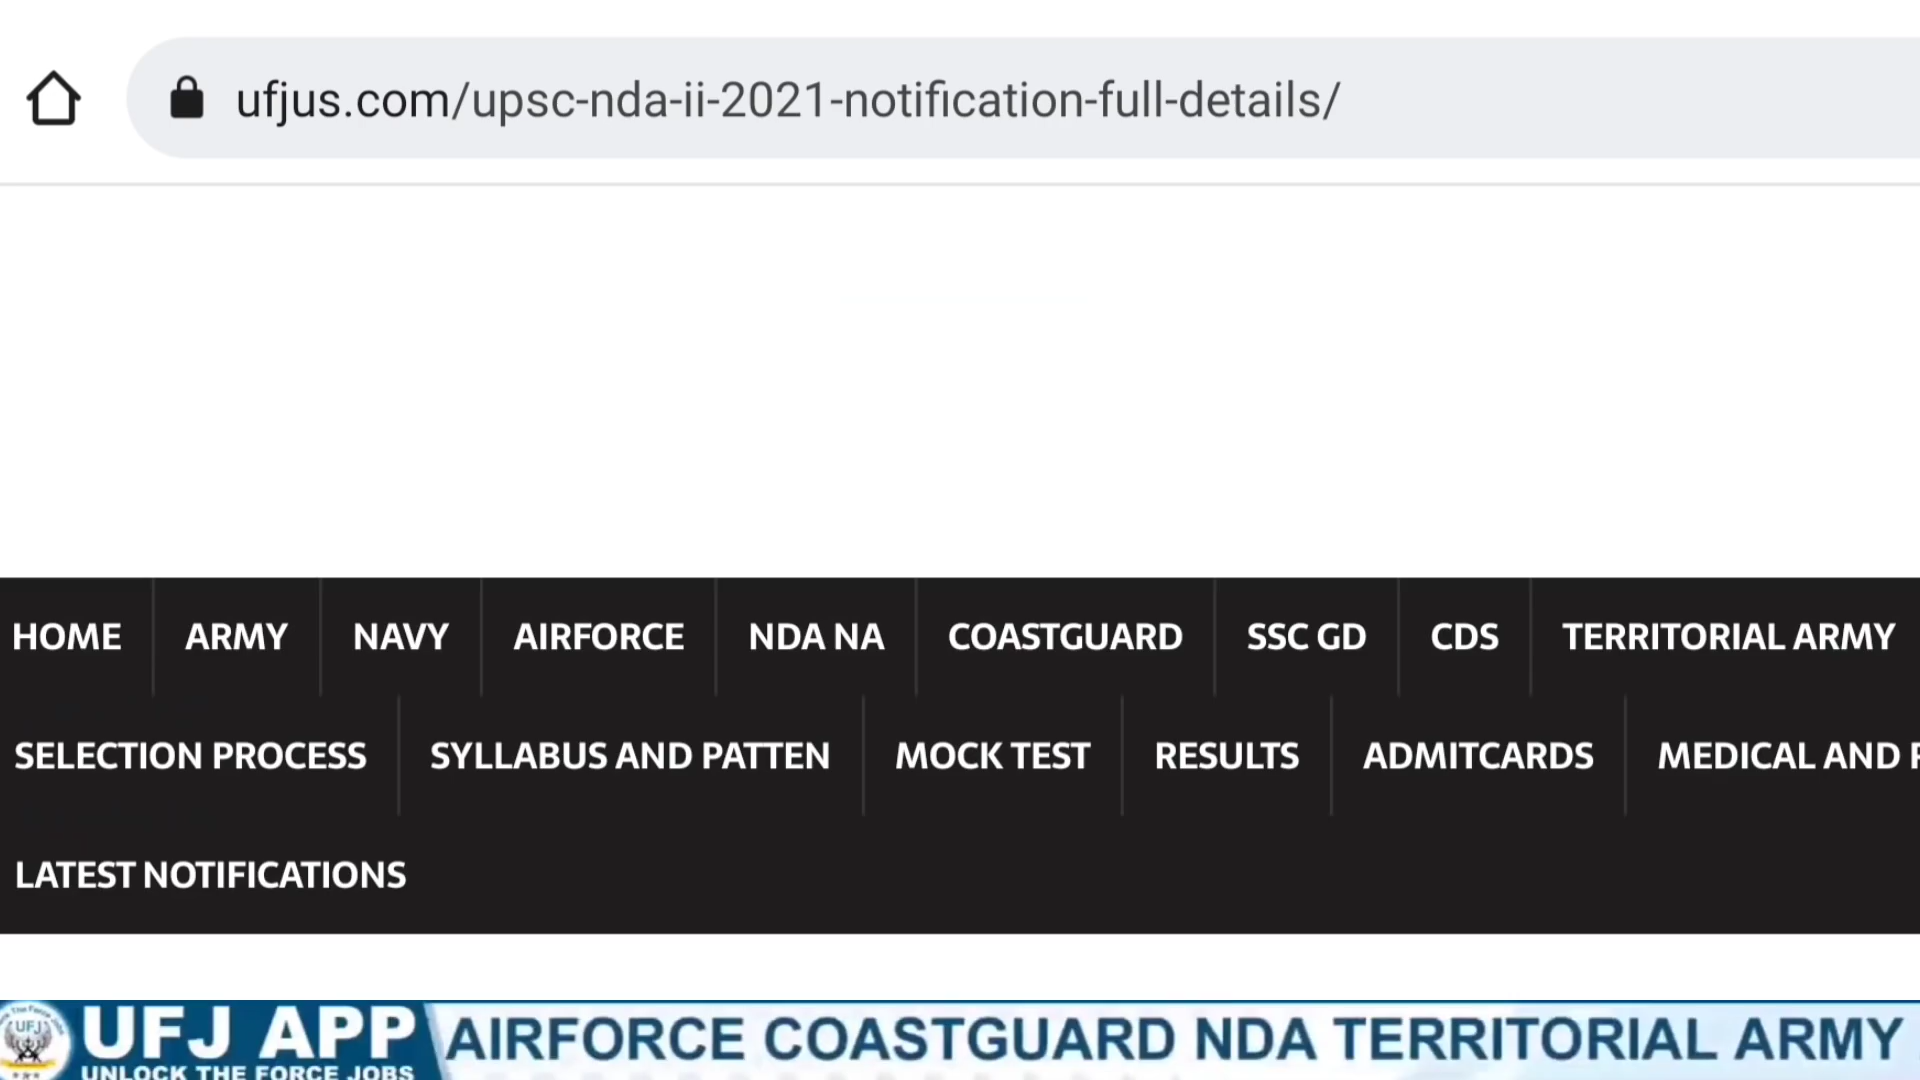 ufjus.com/upsc-nda-ii-2021-notification-full-details/
HOME ARMY NAVY AIRFORCE NDA NA COASTGUARD SSC GD CDS TERRITORIAL ARMY
SELECTION PROCESS SYLLABUS AND PATTEN MOCK TEST RESULTS ADMITCARDS MEDICAL AND
LATEST NOTIFICATIONS
UFJ
UFJ APP
UNLOCK THE FORCE JOBS
AIRFORCE COASTGUARD NDA TERRITORIAL ARMY